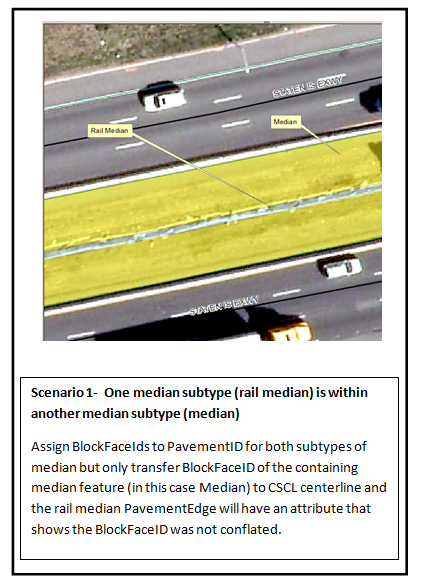 STATEN IS EXWY
Median
Rail Median
STATEN IS EXWY
Scenario 1- One median subtype (rail median) is within
another median subtype (median)
Assign BlockFaceIds to PavementID for both subtypes of
median but only transfer BlockFaceID of the containing
median feature (in this case Median) to CSCL centerline and
the rail median PavementEdge will have an attribute that
shows the BlockFaceID was not conflated.